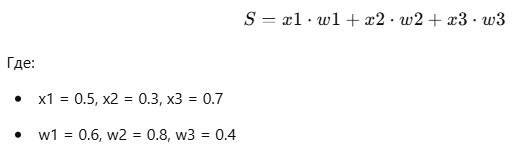 S = x1 · w1 + x2 · w2 + x3 · w3
Где:
• x1 = 0.5, x2 = 0.3, x3 = 0.7
• w1 = 0.6, w2 = 0.8, w3 = 0.4